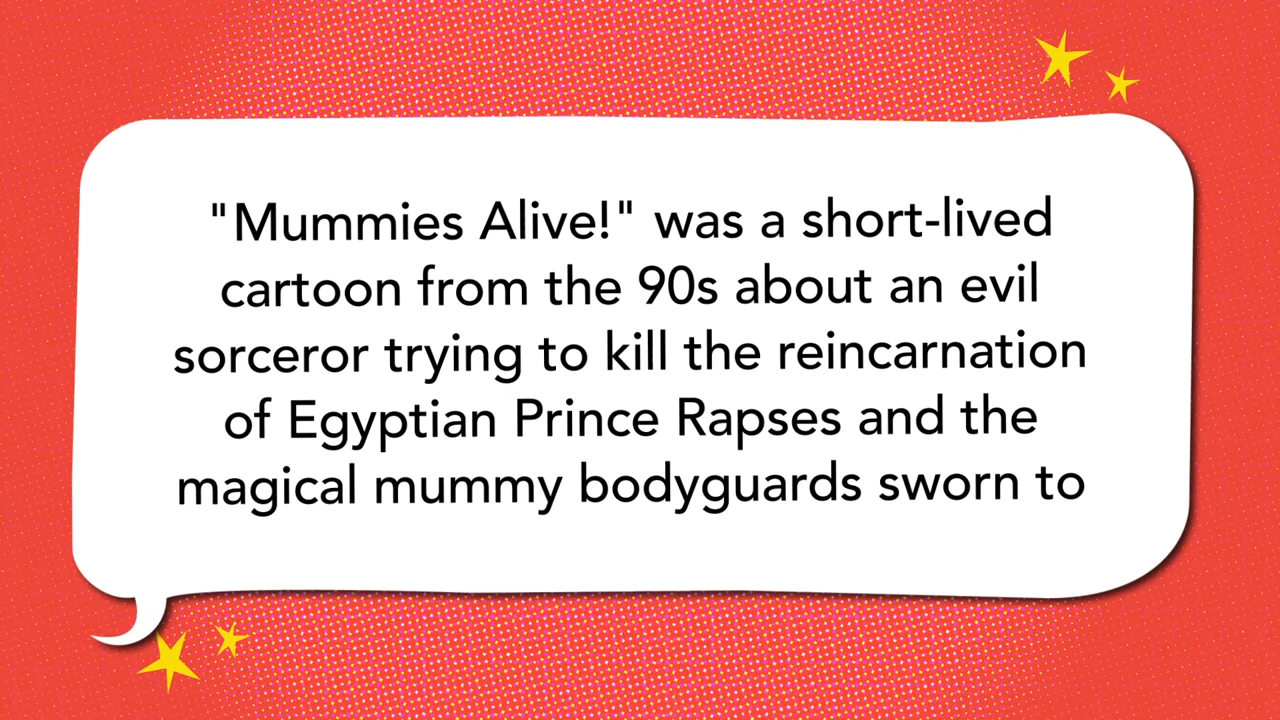 "Mummies Alive!" was a short-lived
cartoon from the 90s about an evil
sorceror trying to kill the reincarnation
of Egyptian Prince Rapses and the
magical mummy bodyguards sworn to